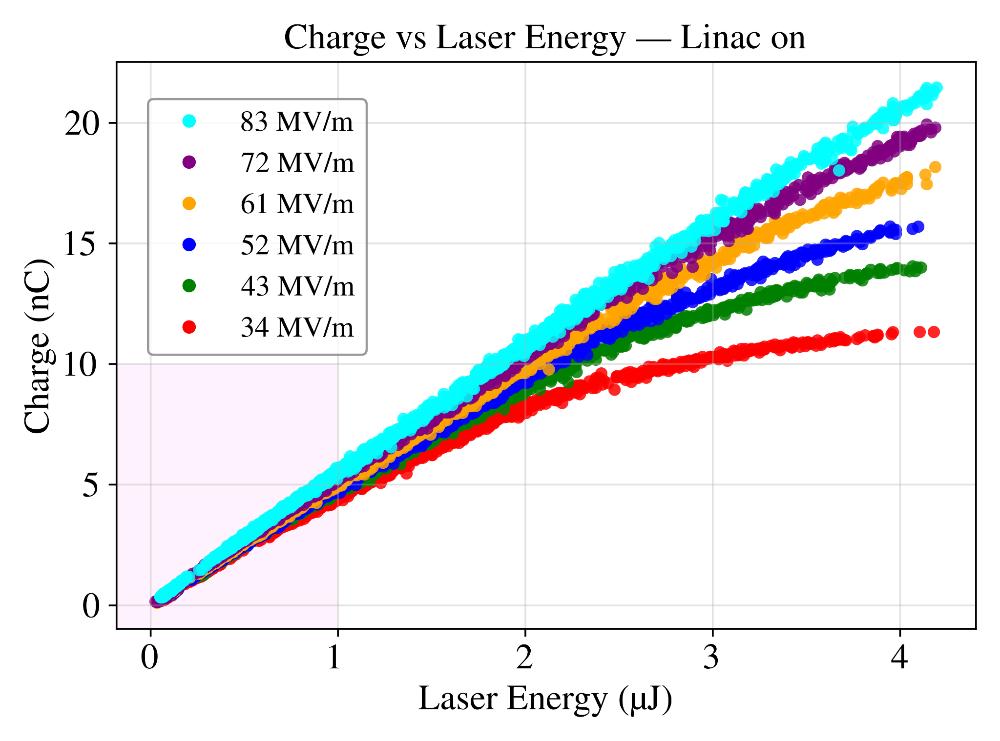 Charge vs Laser Energy — Linac on
83 MV/m
72 MV/m
61 MV/m
52 MV/m
43 MV/m
34 MV/m
Charge (nC)
20
15
10
5
0
0 1 2 3 4
Laser Energy (µJ)